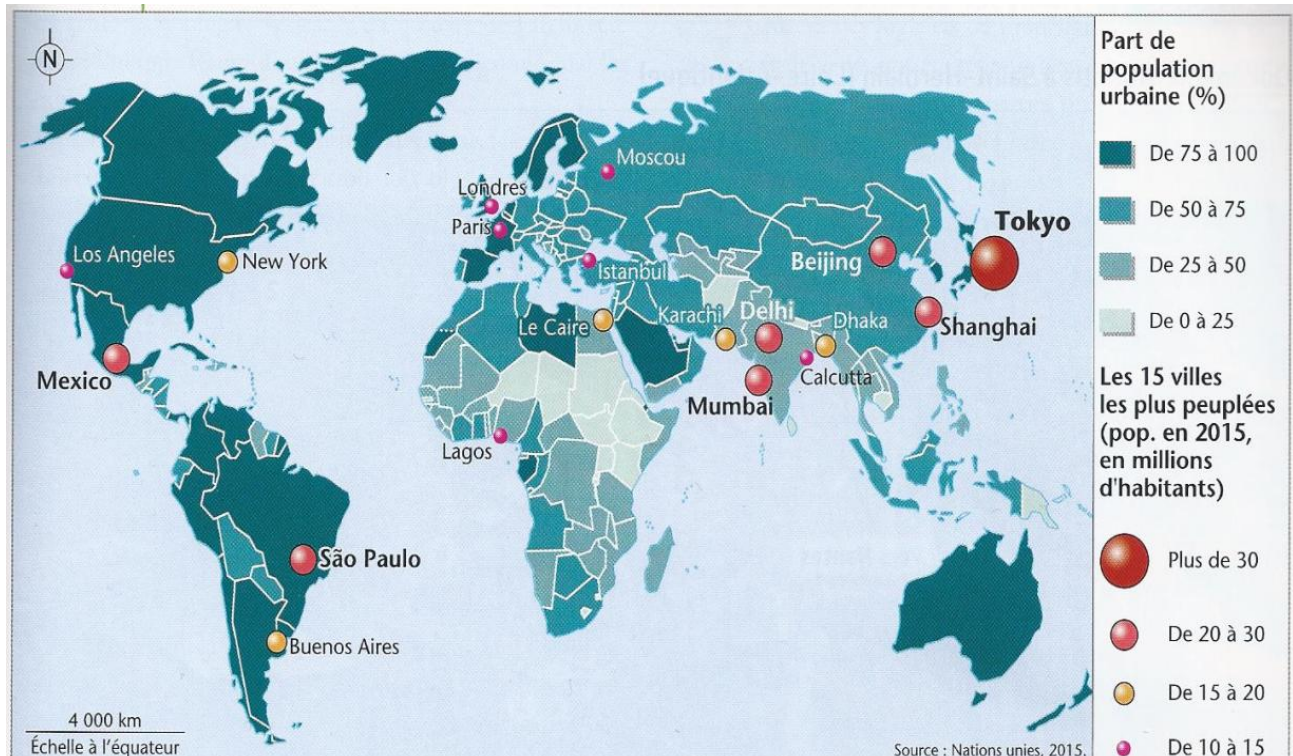 N
Moscou
Londres
Paris
Los Angeles
New York
Istanbul
Tokyo
Beijing
Le Caire
Karachi
Delhi
Dhaka
Shanghai
Calcutta
Mexico
Mumbai
Lagos
São Paulo
Buenos Aires
4 000 km
Échelle à l'équateur
Source : Nations unies, 2015.
Part de
population
urbaine (%)
De 75 à 100
De 50 à 75
De 25 à 50
De 0 à 25
Les 15 villes
les plus peuplées
(pop. en 2015,
en millions
d'habitants)
Plus de 30
De 20 à 30
De 15 à 20
De 10 à 15